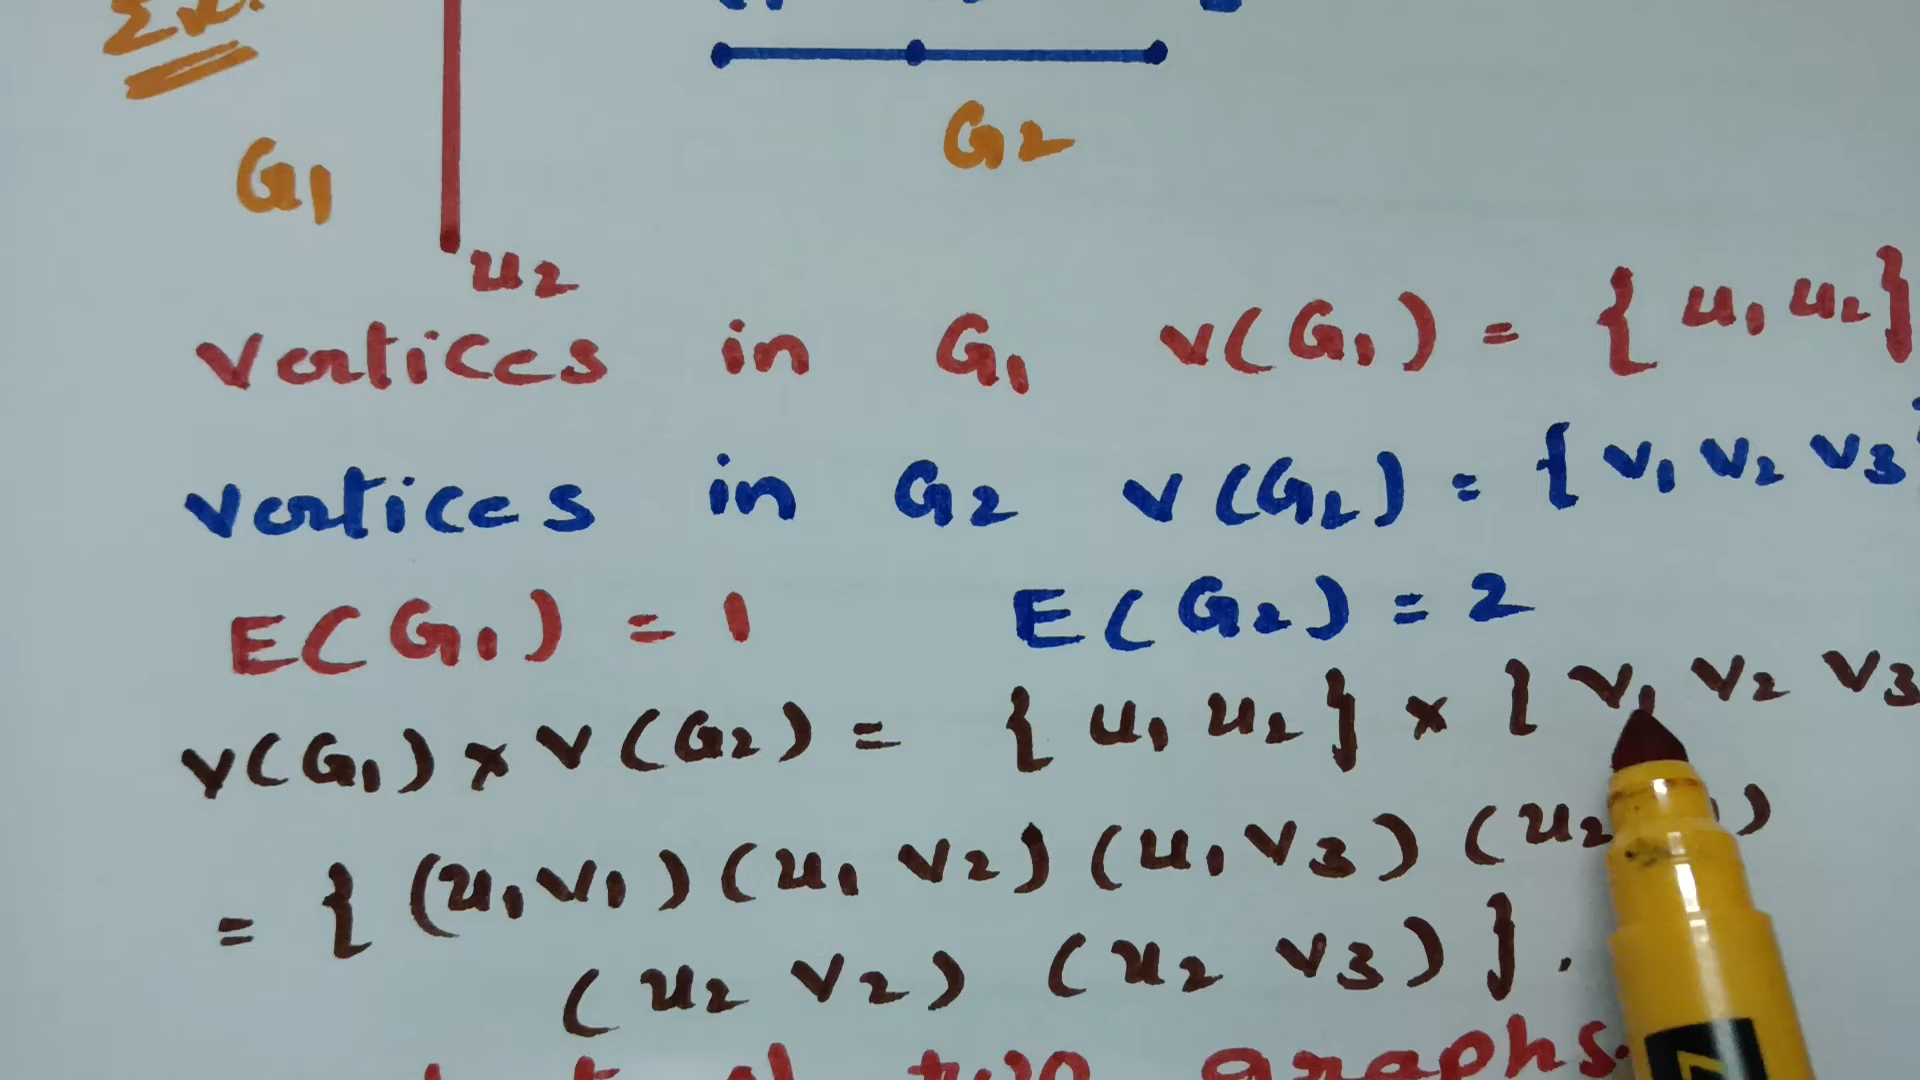 Ex:
G1
G2
u2
Vertices in G1 V(G1) = { u1 u2}
Vertices in G2 V(G2) = { v1 v2 v3
E(G1) = 1 E(G2) = 2
V(G1) x V(G2) = { u1 u2 } x { v1 v2 v3
= { (u1 v1) (u1 v2) (u1 v3) (u2 )
(u2 v2) (u2 v3) }.
graphs.